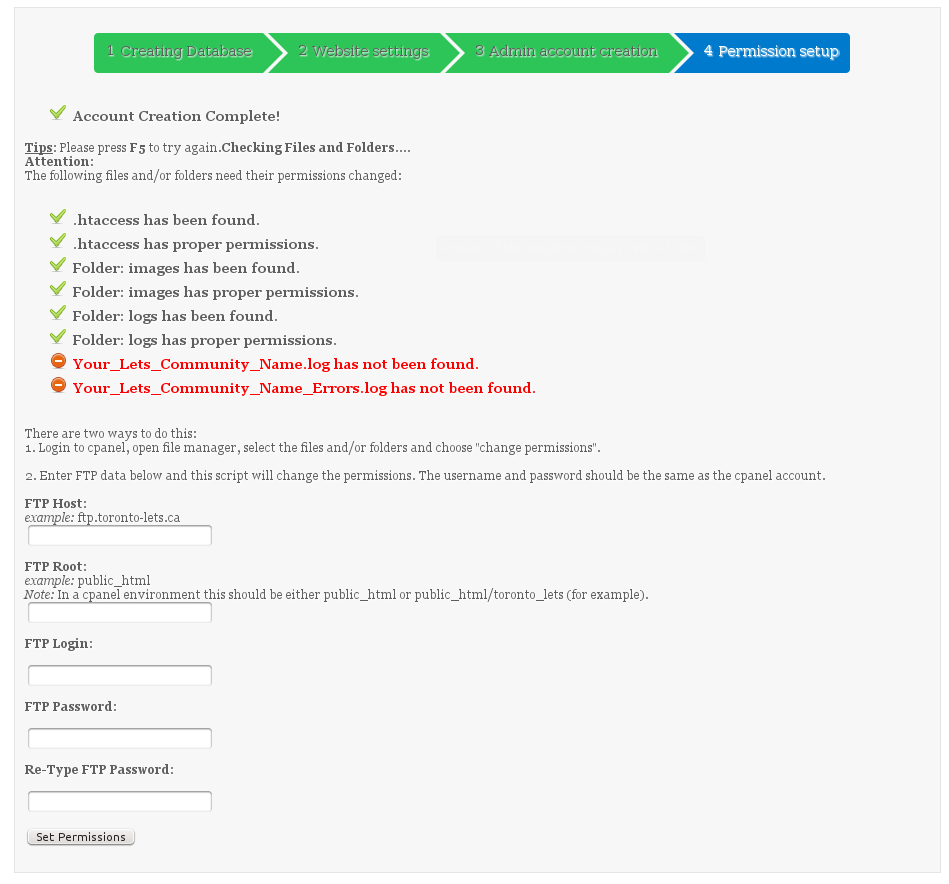 1 Creating Database 2 Website settings 3 Admin account creation 4 Permission setup
Account Creation Complete!
Tips: Please press F5 to try again.Checking Files and Folders....
Attention:
The following files and/or folders need their permissions changed:
.htaccess has been found.
.htaccess has proper permissions.
Folder: images has been found.
Folder: images has proper permissions.
Folder: logs has been found.
Folder: logs has proper permissions.
Your_Lets_Community_Name.log has not been found.
Your_Lets_Community_Name_Errors.log has not been found.
There are two ways to do this:
1. Login to cpanel, open file manager, select the files and/or folders and choose "change permissions".
2. Enter FTP data below and this script will change the permissions. The username and password should be the same as the cpanel account.
FTP Host:
example: ftp.toronto-lets.ca
FTP Root:
example: public_html
Note: In a cpanel environment this should be either public_html or public_html/toronto_lets (for example).
FTP Login:
FTP Password:
Re-Type FTP Password:
Set Permissions